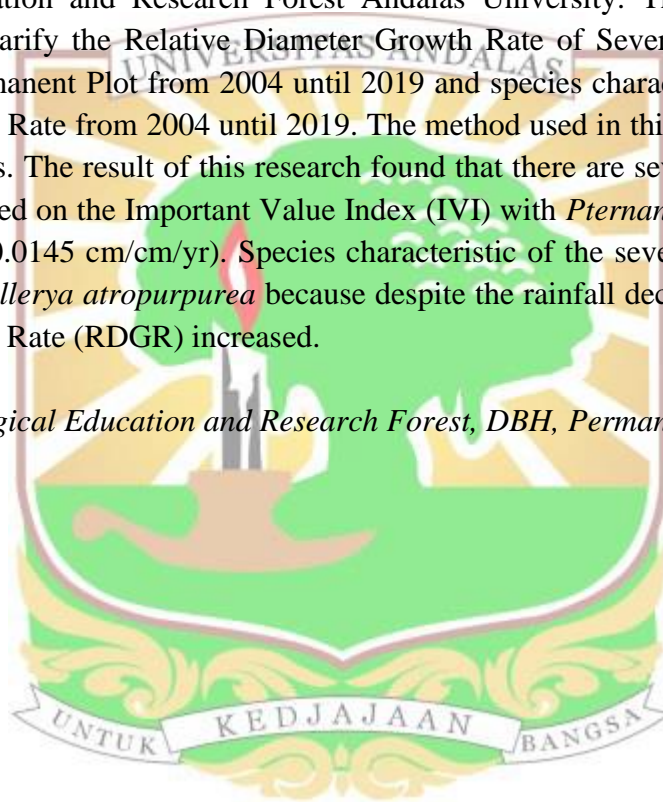 ation and Research Forest Andalas University. Th
arify the Relative Diameter Growth Rate of Sever
UNIVERSITAS ANDALAS
manent Plot from 2004 until 2019 and species charac
Rate from 2004 until 2019. The method used in thi
s. The result of this research found that there are sev
ed on the Important Value Index (IVI) with Pternan
0.0145 cm/cm/yr). Species characteristic of the seve
llerya atropurpurea because despite the rainfall dec
Rate (RDGR) increased.
gical Education and Research Forest, DBH, Perman
UNTUK KEDJAJAAN BANGSA